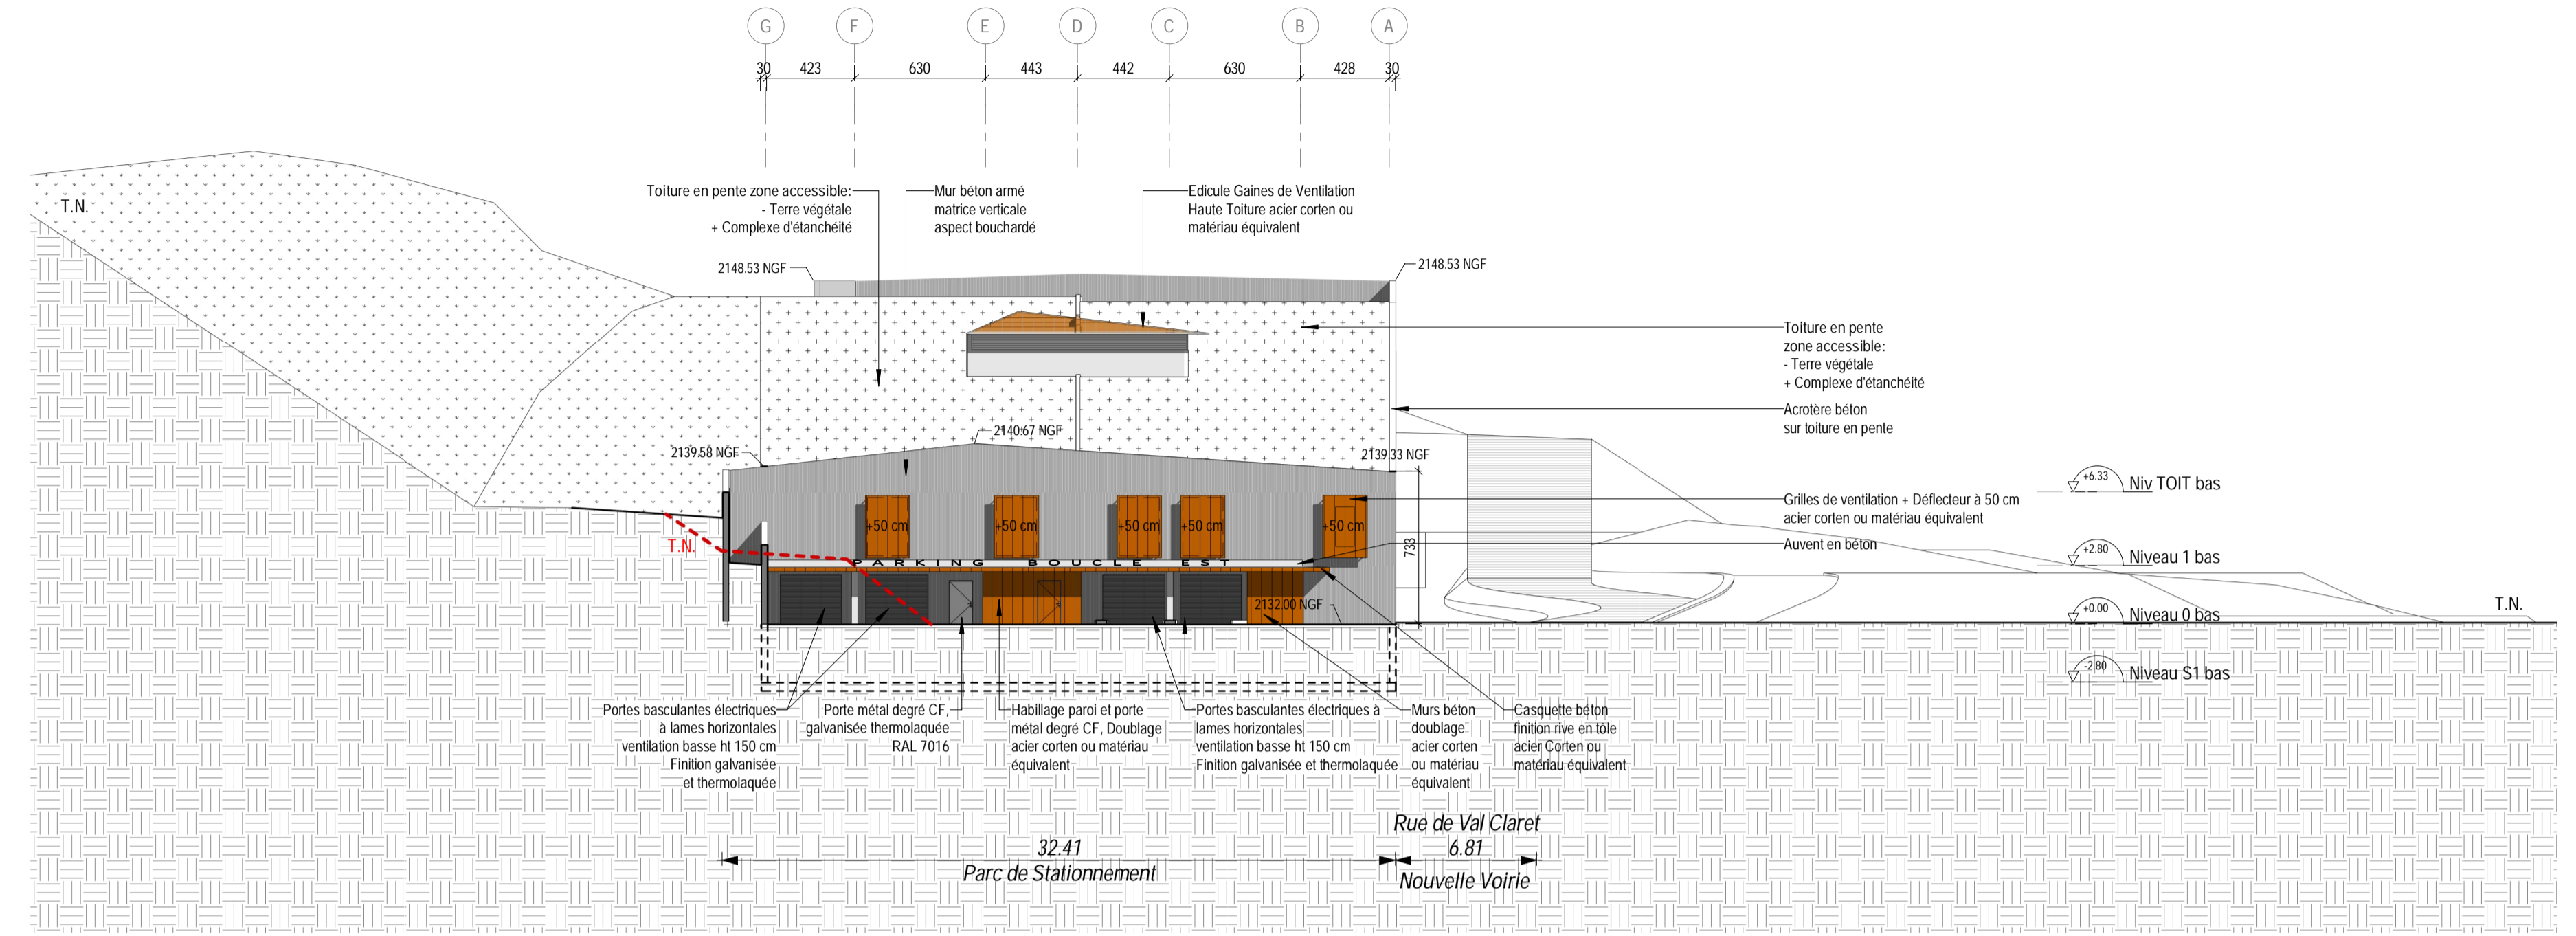 G F E D C B A
30 423 630 443 442 630 428 30
T.N.
Toiture en pente zone accessible:
- Terre végétale
+ Complexe d'étanchéité
Mur béton armé
matrice verticale
aspect bouchardé
Edicule Gaines de Ventilation
Haute Toiture acier corten ou
matériau équivalent
2148.53 NGF
2148.53 NGF
Toiture en pente
zone accessible:
- Terre végétale
+ Complexe d'étanchéité
Acrotère béton
sur toiture en pente
2140.67 NGF
2139.58 NGF
2139.33 NGF
+6.33
Niv TOIT bas
Grilles de ventilation + Déflecteur à 50 cm
acier corten ou matériau équivalent
+50 cm +50 cm +50 cm +50 cm +50 cm
T.N.
733
Auvent en béton
+2.80
Niveau 1 bas
PARKING BOUCLE EST
2132.00 NGF
T.N.
+0.00
Niveau 0 bas
-2.80
Niveau S1 bas
Portes basculantes électriques
à lames horizontales
ventilation basse ht 150 cm
Finition galvanisée
et thermolaquée
Porte métal degré CF,
galvanisée thermolaquée
RAL 7016
Habillage paroi et porte
métal degré CF, Doublage
acier corten ou matériau
équivalent
Portes basculantes électriques à
lames horizontales
ventilation basse ht 150 cm
Finition galvanisée et thermolaquée
Murs béton
doublage
acier corten
ou matériau
équivalent
Casquette béton
finition rive en tôle
acier Corten ou
matériau équivalent
Rue de Val Claret
32.41
6.81
Parc de Stationnement
Nouvelle Voirie